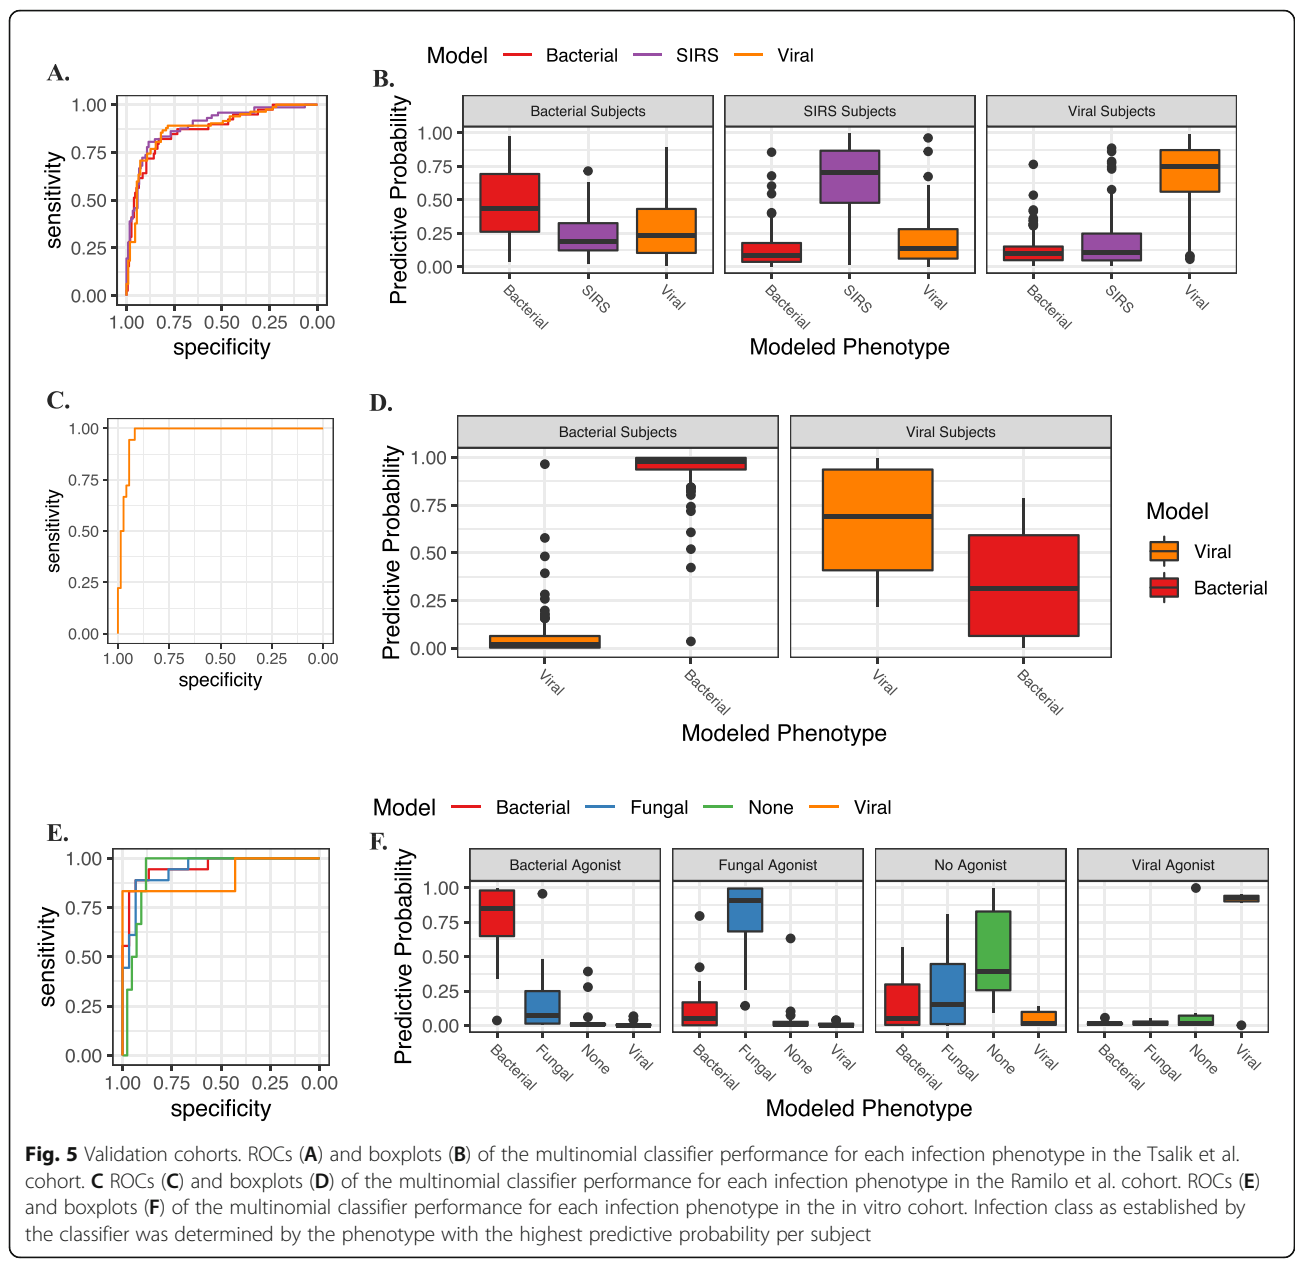 Model Bacterial SIRS Viral
A.
1.00
0.75
0.50
0.25
0.00
sensitivity
1.00 0.75 0.50 0.25 0.00
specificity
B.
Bacterial Subjects SIRS Subjects Viral Subjects
1.00
0.75
0.50
0.25
0.00
Predictive Probability
Bacterial SIRS Viral Bacterial SIRS Viral Bacterial SIRS Viral
Modeled Phenotype
C.
1.00
0.75
0.50
0.25
0.00
sensitivity
1.00 0.75 0.50 0.25 0.00
specificity
D.
Bacterial Subjects Viral Subjects
1.00
0.75
0.50
0.25
0.00
Predictive Probability
Viral Bacterial Viral Bacterial
Modeled Phenotype
Model
Viral
Bacterial
Model Bacterial Fungal None Viral
E.
1.00
0.75
0.50
0.25
0.00
sensitivity
1.00 0.75 0.50 0.25 0.00
specificity
F.
Bacterial Agonist Fungal Agonist No Agonist Viral Agonist
1.00
0.75
0.50
0.25
0.00
Predictive Probability
Bacterial Fungal None Viral Bacterial Fungal None Viral Bacterial Fungal None Viral Bacterial Fungal None Viral
Modeled Phenotype
Fig. 5 Validation cohorts. ROCs (A) and boxplots (B) of the multinomial classifier performance for each infection phenotype in the Tsalik et al.
cohort. C ROCs (C) and boxplots (D) of the multinomial classifier performance for each infection phenotype in the Ramilo et al. cohort. ROCs (E)
and boxplots (F) of the multinomial classifier performance for each infection phenotype in the in vitro cohort. Infection class as established by
the classifier was determined by the phenotype with the highest predictive probability per subject